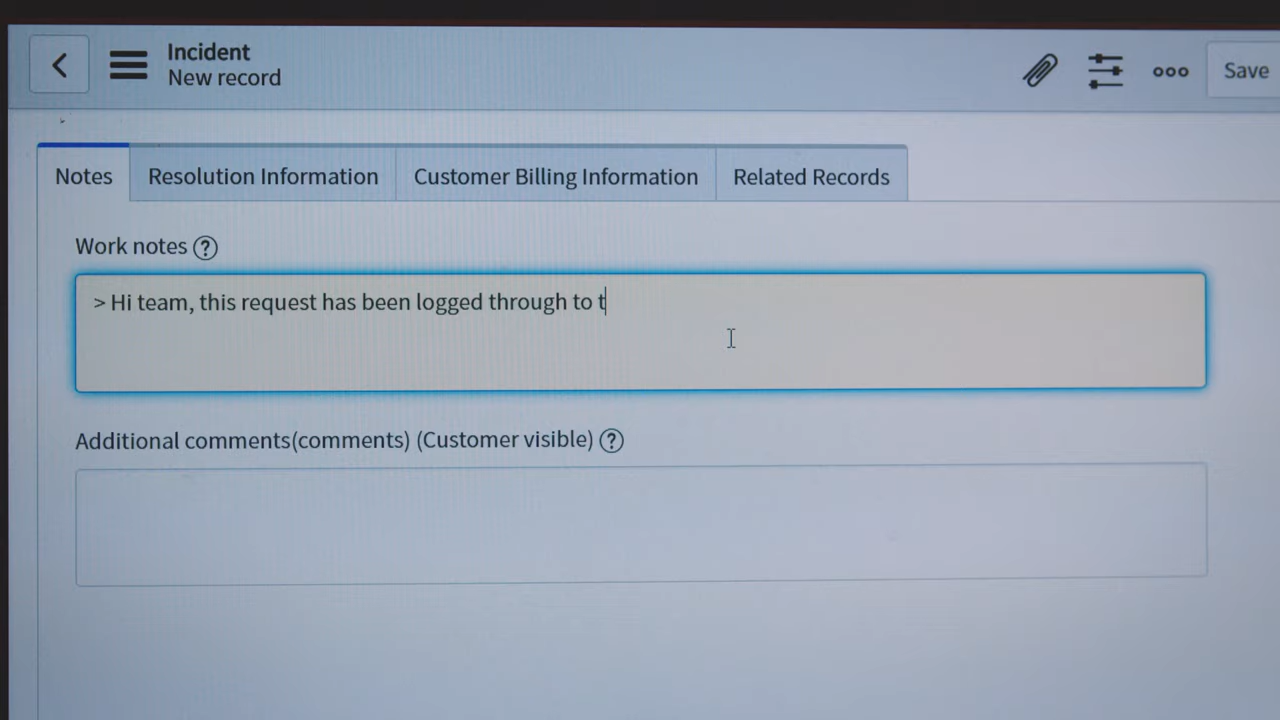 Incident
New record
Save
Notes
Resolution Information
Customer Billing Information
Related Records
Work notes ?
> Hi team, this request has been logged through to t
Additional comments(comments) (Customer visible) ?